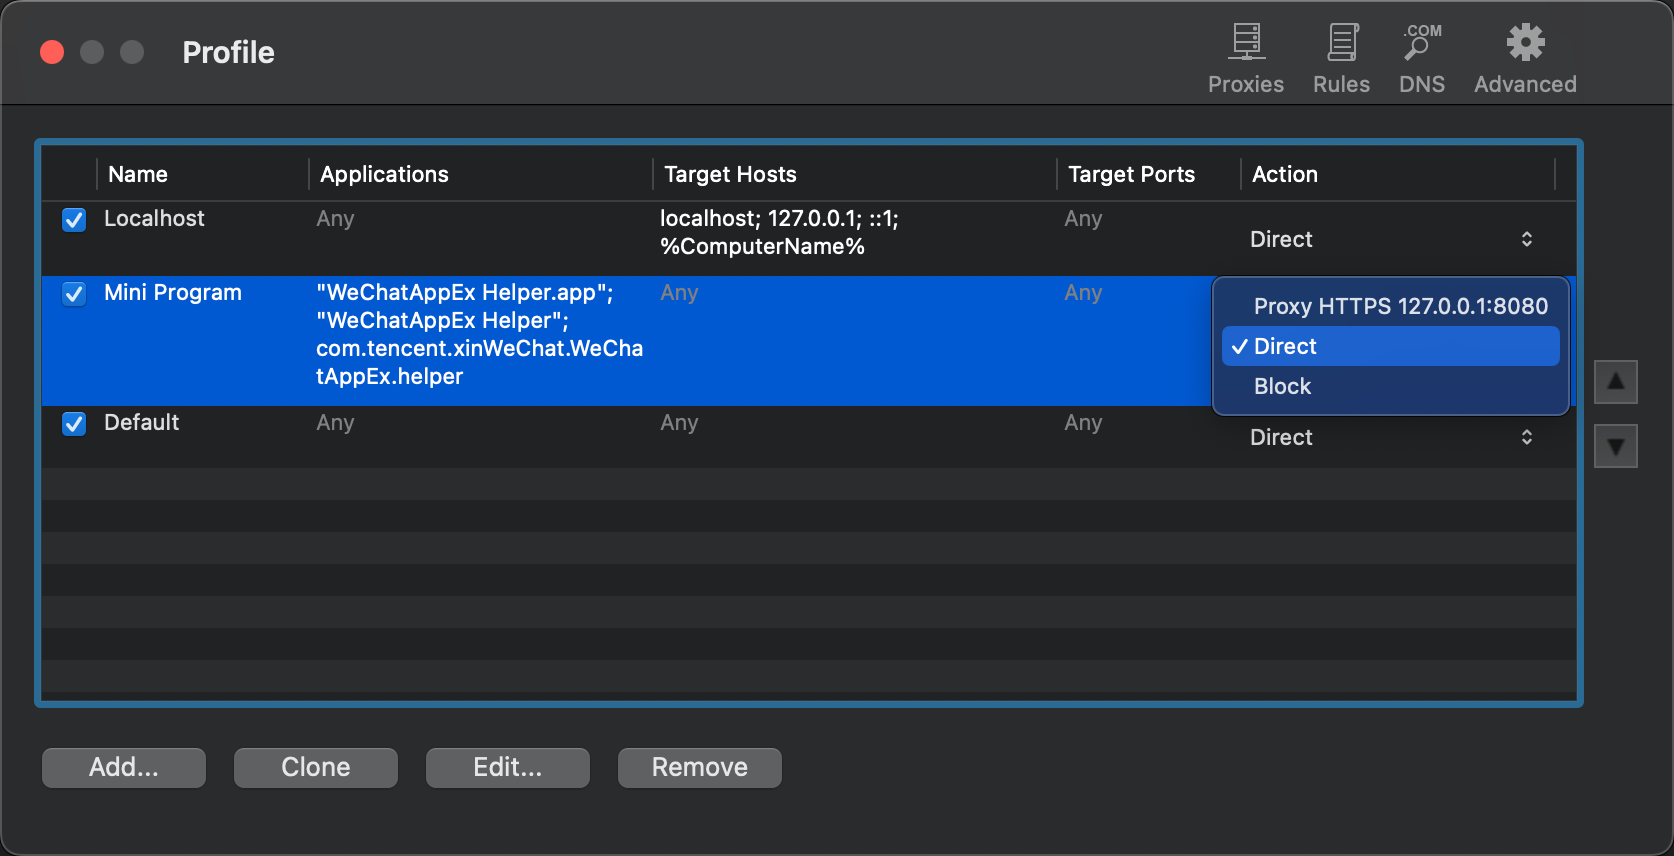 Profile
.COM
Proxies Rules DNS Advanced
Name Applications Target Hosts Target Ports Action
Localhost Any localhost; 127.0.0.1; ::1; Any Direct
%ComputerName%
Mini Program "WeChatAppEx Helper.app"; Any Any Proxy HTTPS 127.0.0.1:8080
"WeChatAppEx Helper";
com.tencent.xinWeChat.WeCha ✓ Direct
tAppEx.helper Block
Default Any Any Any Direct
Add... Clone Edit... Remove